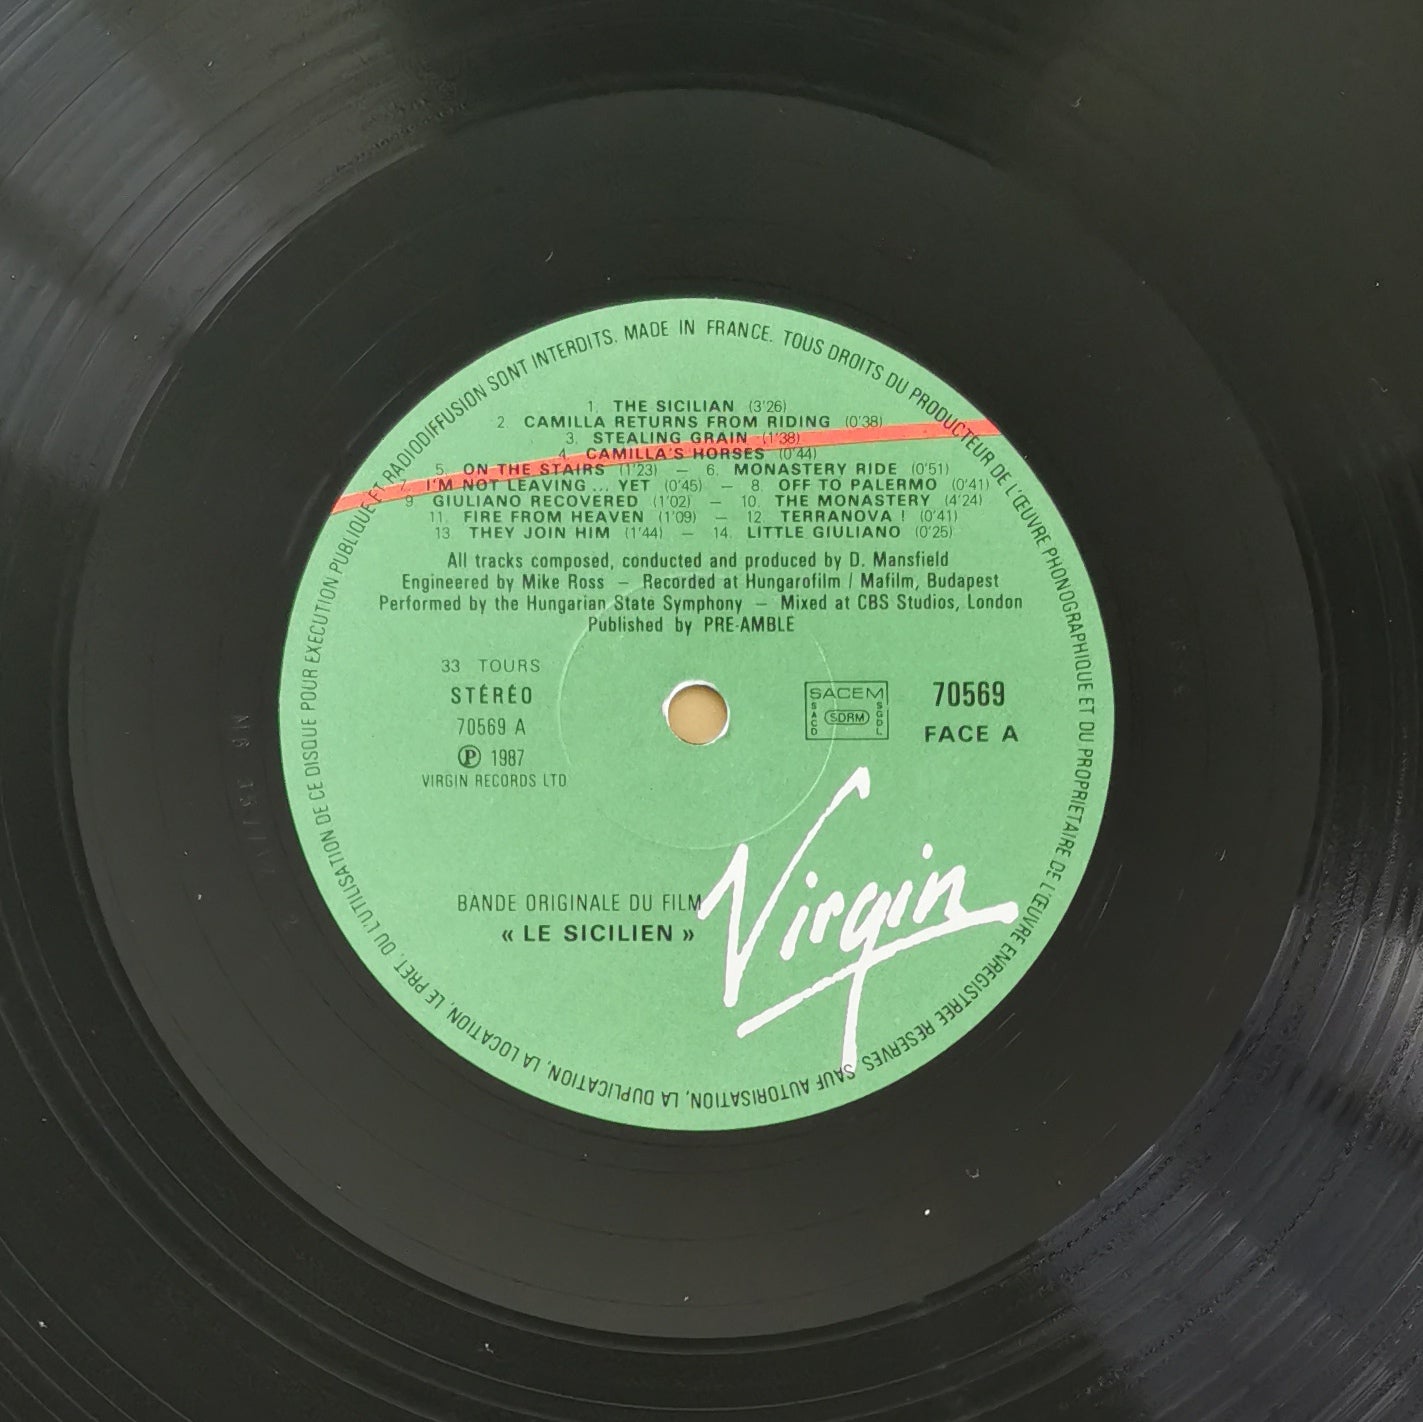 MADE IN FRANCE. TOUS DROITS DU PRODUCTEUR DE L'ŒUVRE PHONOGRAPHIQUE ET DU PROPRIETAIRE DE L'ŒUVRE ENREGISTREE RESERVES. SAUF AUTORISATION, LA DUPLICATION, LA LOCATION, LE PRET, OU L'UTILISATION DE CE DISQUE POUR EXECUTION PUBLIQUE ET RADIODIFFUSION SONT INTERDITS.
1. THE SICILIAN (3'26)
2. CAMILLA RETURNS FROM RIDING (0'38)
3. STEALING GRAIN (1'38)
4. CAMILLA'S HORSES (0'44)
5. ON THE STAIRS (1'23) — 6. MONASTERY RIDE (0'51)
7. I'M NOT LEAVING ... YET (0'45) — 8. OFF TO PALERMO (0'41)
9 GIULIANO RECOVERED (1'02) — 10. THE MONASTERY (4'24)
11. FIRE FROM HEAVEN (1'09) — 12. TERRANOVA ! (0'41)
13 THEY JOIN HIM (1'44) — 14. LITTLE GIULIANO (0'25)
All tracks composed, conducted and produced by D. Mansfield
Engineered by Mike Ross — Recorded at Hungarofilm / Mafilm, Budapest
Performed by the Hungarian State Symphony — Mixed at CBS Studios, London
Published by PRE-AMBLE
33 TOURS
STÉRÉO
70569 A
Ⓟ 1987
VIRGIN RECORDS LTD
SACEM
SACD SDRM SGDL
70569
FACE A
BANDE ORIGINALE DU FILM
« LE SICILIEN »
Virgin